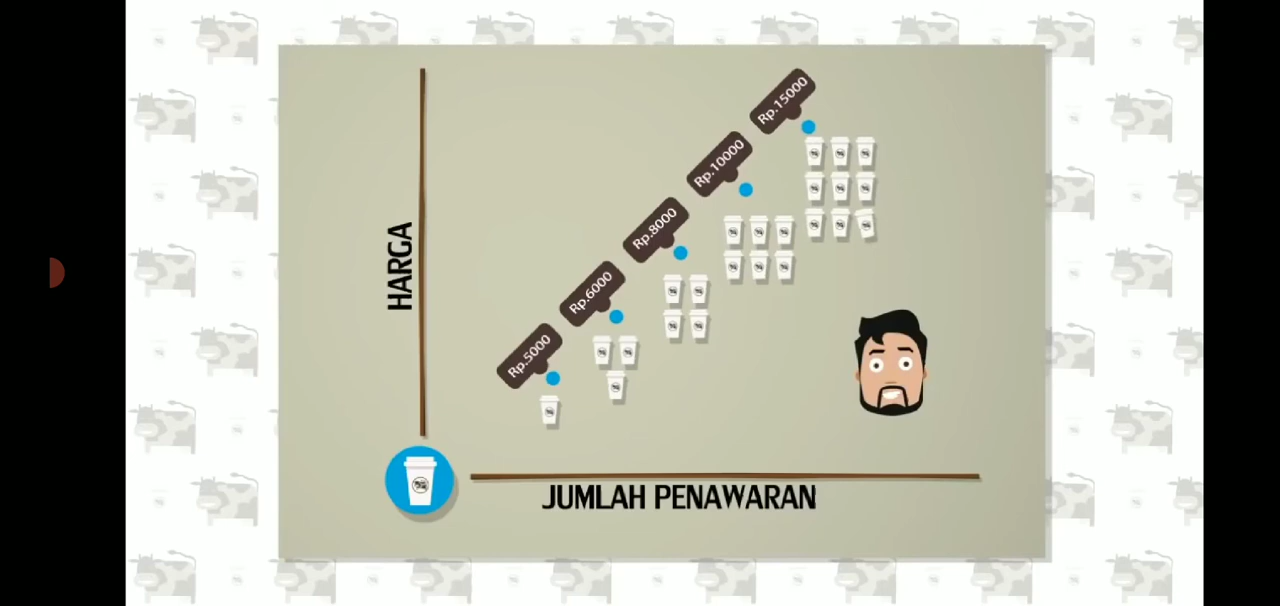 Rp.15000
Rp.10000
Rp.8000
Rp.6000
Rp.5000
HARGA
JUMLAH PENAWARAN